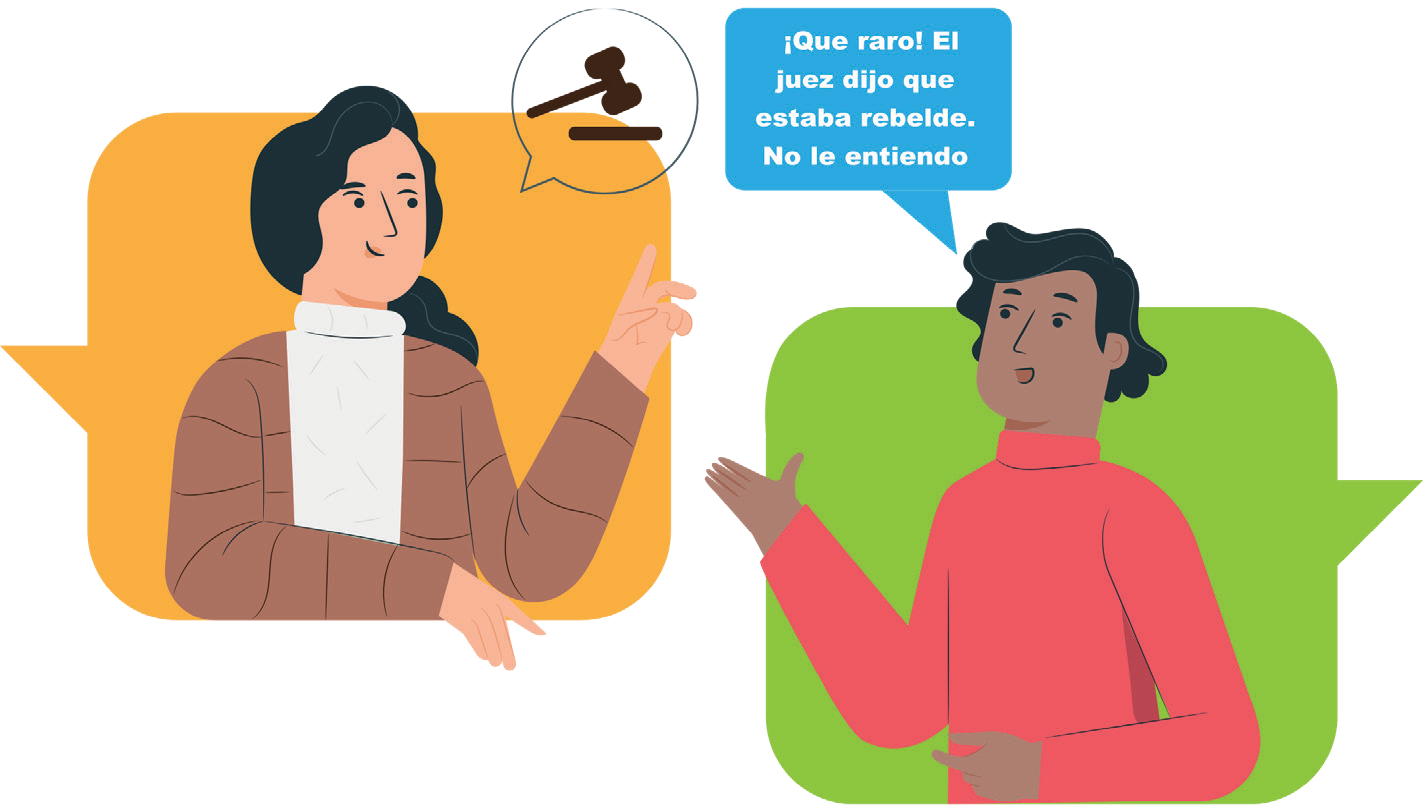 ¡Que raro! El
juez dijo que
estaba rebelde.
No le entiendo